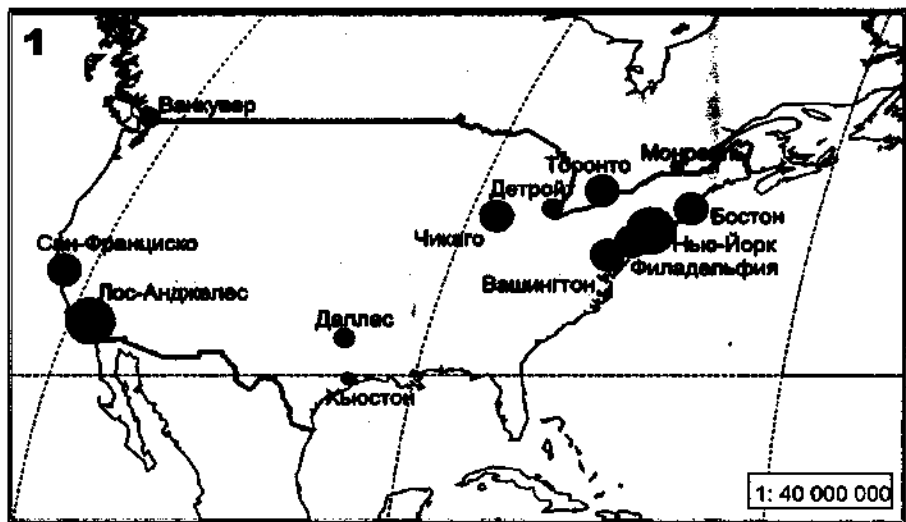 1
Ванкувер
Торонто
Монреаль
Детройт
Бостон
Чикаго
Нью-Йорк
Сан-Франциско
Филадельфия
Вашингтон
Лос-Анджелес
Даллес
Хьюстон
1: 40 000 000